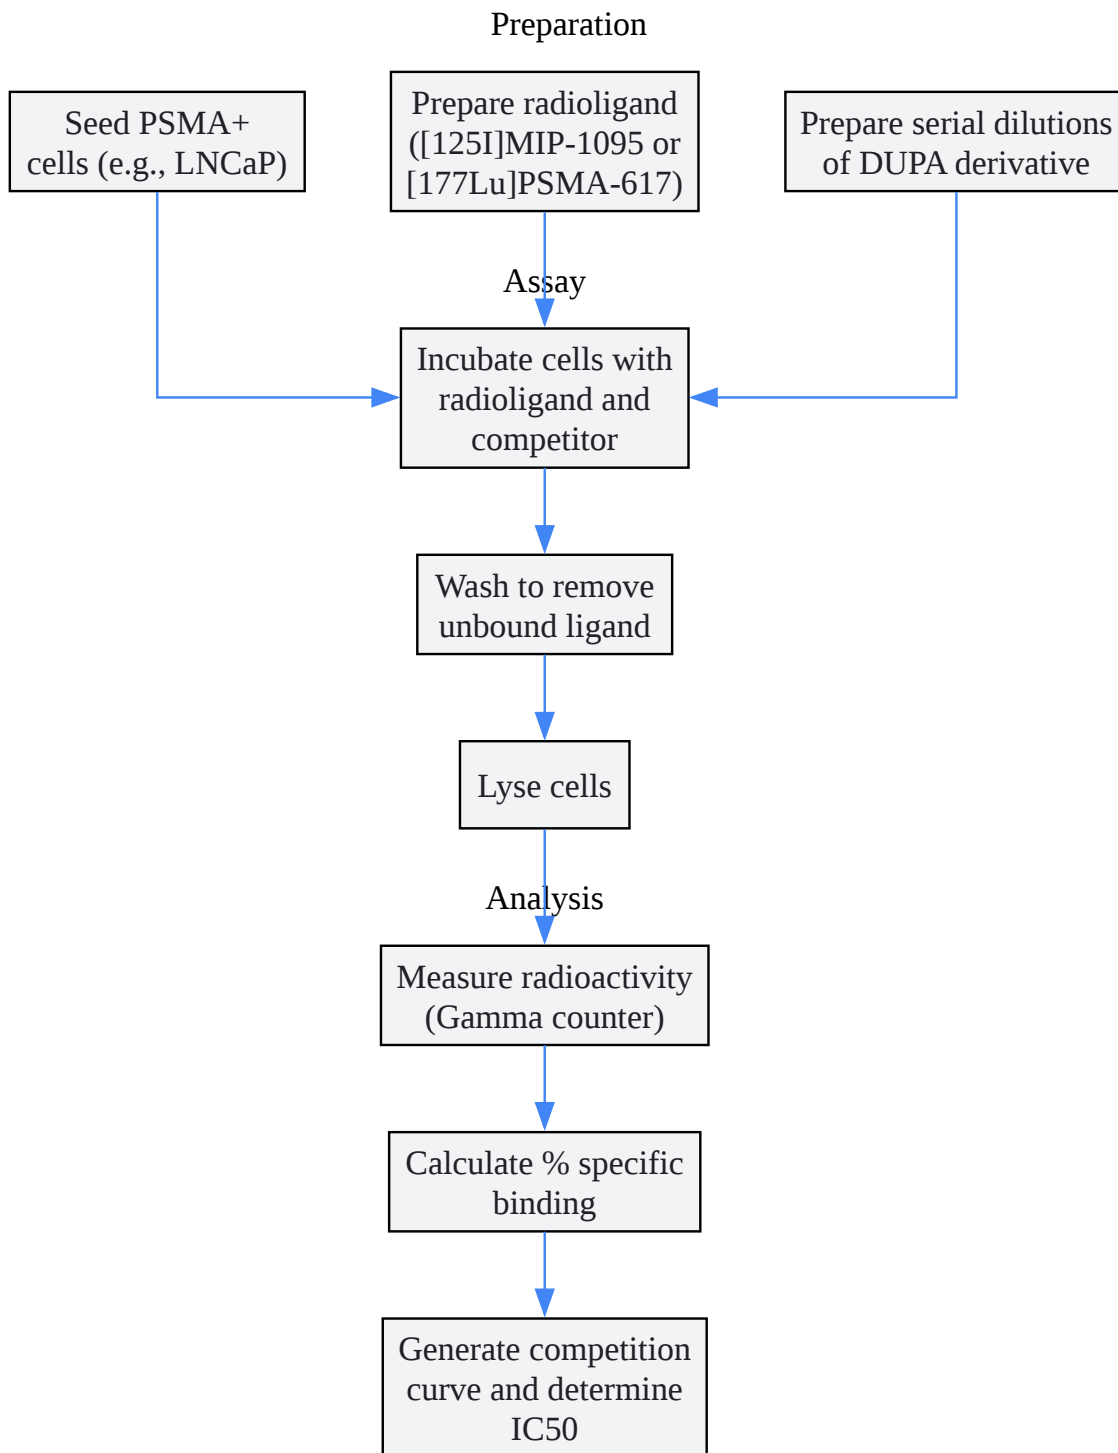 Preparation
Seed PSMA+
cells (e.g., LNCaP)
Prepare radioligand
([125I]MIP-1095 or
[177Lu]PSMA-617)
Prepare serial dilutions
of DUPA derivative
Assay
Incubate cells with
radioligand and
competitor
Wash to remove
unbound ligand
Lyse cells
Analysis
Measure radioactivity
(Gamma counter)
Calculate % specific
binding
Generate competition
curve and determine
IC50